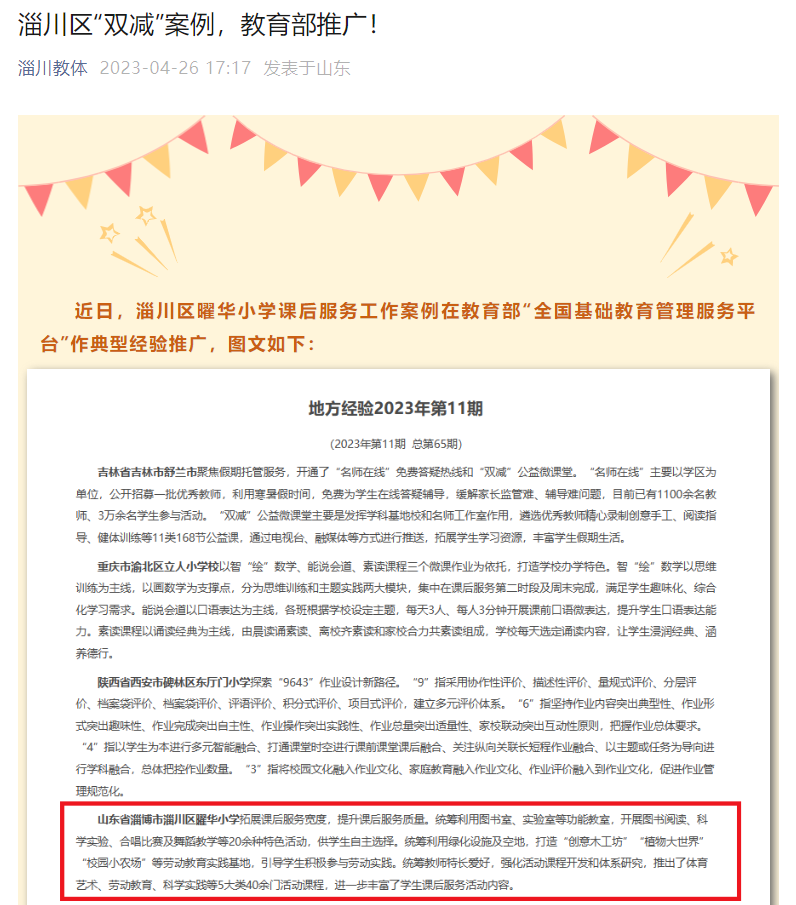 淄川区“双减”案例，教育部推广！
淄川教体 2023-04-26 17:17 发表于山东
近日，淄川区曜华小学课后服务工作案例在教育部“全国基础教育管理服务平
台”作典型经验推广，图文如下：
地方经验2023年第11期
（2023年第11期 总第65期）
吉林省吉林市舒兰市聚焦假期托管服务，开通了“名师在线”免费答疑热线和“双减”公益微课堂。“名师在线”主要以学区为
单位，公开招募一批优秀教师，利用寒暑假时间，免费为学生在线答疑辅导，缓解家长监管难、辅导难问题，目前已有1100余名教
师、3万余名学生参与活动。“双减”公益微课堂主要是发挥学科基地校和名师工作室作用，遴选优秀教师精心录制创意手工、阅读指
导、健体训练等11类168节公益课，通过电视台、融媒体等方式进行推送，拓展学生学习资源，丰富学生假期生活。
重庆市渝北区立人小学校以智“绘”数学、能说会道、素读课程三个微课作业为依托，打造学校办学特色。智“绘”数学以思维
训练为主线，以画数学为支撑点，分为思维训练和主题实践两大模块，集中在课后服务第二时段及周末完成，满足学生趣味化、综合
化学习需求。能说会道以口语表达为主线，各班根据学校设定主题，每天3人、每人3分钟开展课前口语微表达，提升学生口语表达能
力。素读课程以诵读经典为主线，由晨读诵素读、离校齐素读和家校合力共素读组成，学校每天选定诵读内容，让学生浸润经典、涵
养德行。
陕西省西安市碑林区东厅门小学探索“9643”作业设计新路径。“9”指采用协作性评价、描述性评价、量规式评价、分层评
价、档案袋评价、档案袋评价、评语评价、积分式评价、项目式评价，建立多元评价体系。“6”指坚持作业内容突出典型性、作业形
式突出趣味性、作业完成突出自主性、作业操作突出实践性、作业总量突出适量性、家校联动突出互动性原则，把握作业总体要求。
“4”指以学生为本进行多元智能融合、打通课堂时空进行课前课堂课后融合、关注纵向关联长短程作业融合、以主题或任务为导向进
行学科融合，总体把控作业数量。“3”指将校园文化融入作业文化、家庭教育融入作业文化、作业评价融入到作业文化，促进作业管
理规范化。
山东省淄博市淄川区曜华小学拓展课后服务宽度，提升课后服务质量。统筹利用图书室、实验室等功能教室，开展图书阅读、科
学实验、合唱比赛及舞蹈教学等20余种特色活动，供学生自主选择。统筹利用绿化设施及空地，打造“创意木工坊”“植物大世界”
“校园小农场”等劳动教育实践基地，引导学生积极参与劳动实践。统筹教师特长爱好，强化活动课程开发和体系研究，推出了体育
艺术、劳动教育、科学实践等5大类40余门活动课程，进一步丰富了学生课后服务活动内容。